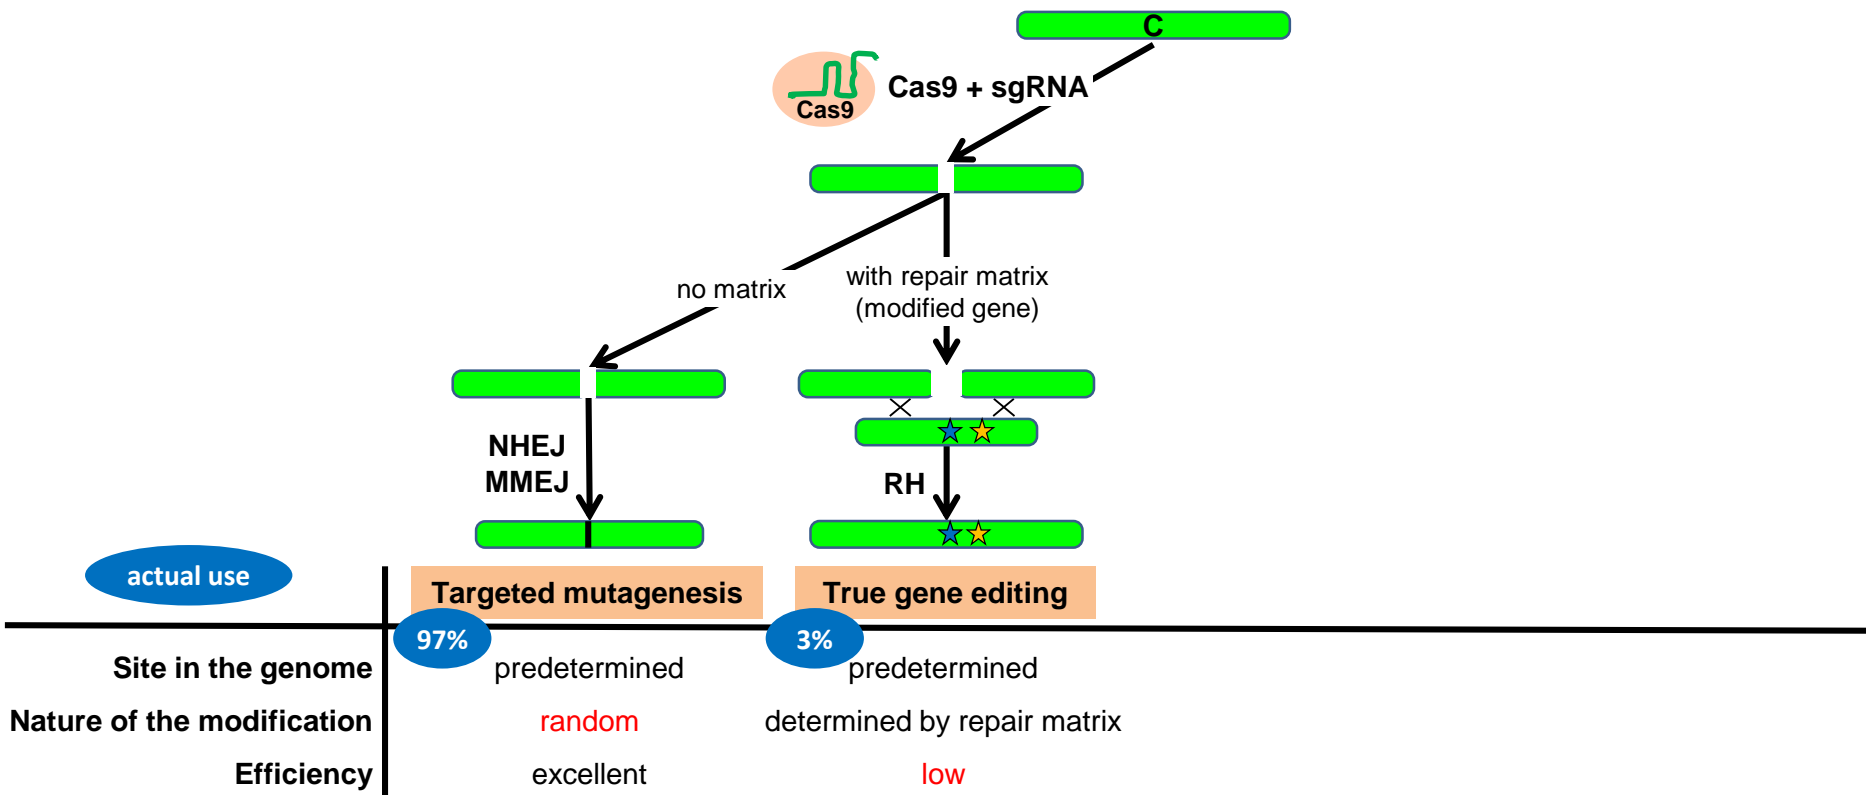 C
Cas9 + sgRNA
Cas9
no matrix
with repair matrix
(modified gene)
NHEJ
MMEJ
RH
actual use
Targeted mutagenesis
True gene editing
97%
3%
Site in the genome predetermined predetermined
Nature of the modification random determined by repair matrix
Efficiency excellent low